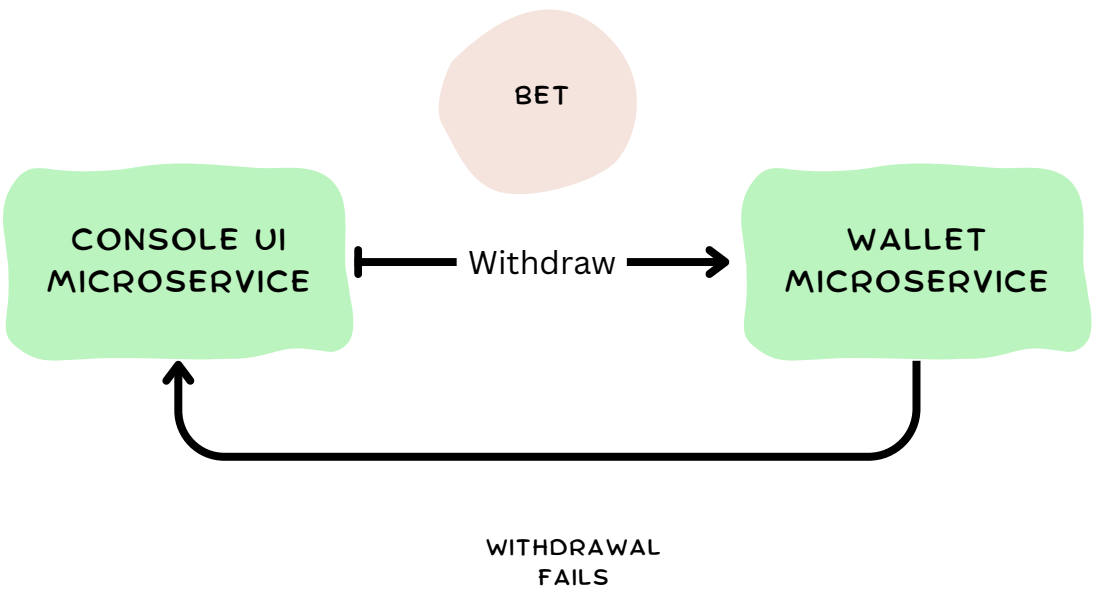 BET
CONSOLE UI
MICROSERVICE
Withdraw
WALLET
MICROSERVICE
WITHDRAWAL
FAILS